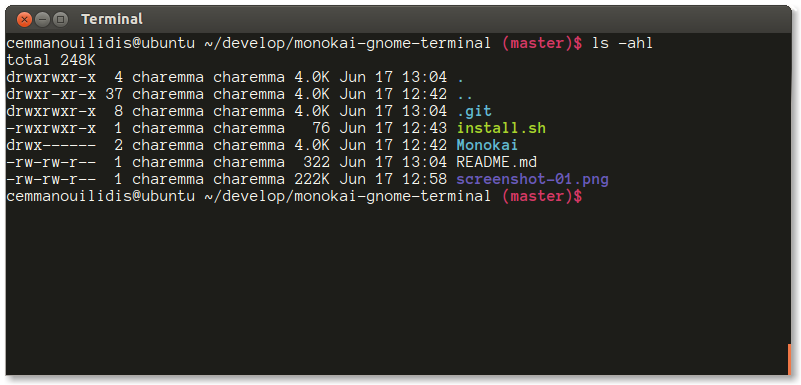 Terminal
cemmanouilidis@ubuntu ~/develop/monokai-gnome-terminal (master)$ ls -ahl
total 248K
drwxrwxr-x  4 charemma charemma 4.0K Jun 17 13:04 .
drwxr-xr-x 37 charemma charemma 4.0K Jun 17 12:42 ..
drwxrwxr-x  8 charemma charemma 4.0K Jun 17 13:04 .git
-rwxrwxr-x  1 charemma charemma   76 Jun 17 12:43 install.sh
drwx------  2 charemma charemma 4.0K Jun 17 12:42 Monokai
-rw-rw-r--  1 charemma charemma  322 Jun 17 13:04 README.md
-rw-rw-r--  1 charemma charemma 222K Jun 17 12:58 screenshot-01.png
cemmanouilidis@ubuntu ~/develop/monokai-gnome-terminal (master)$